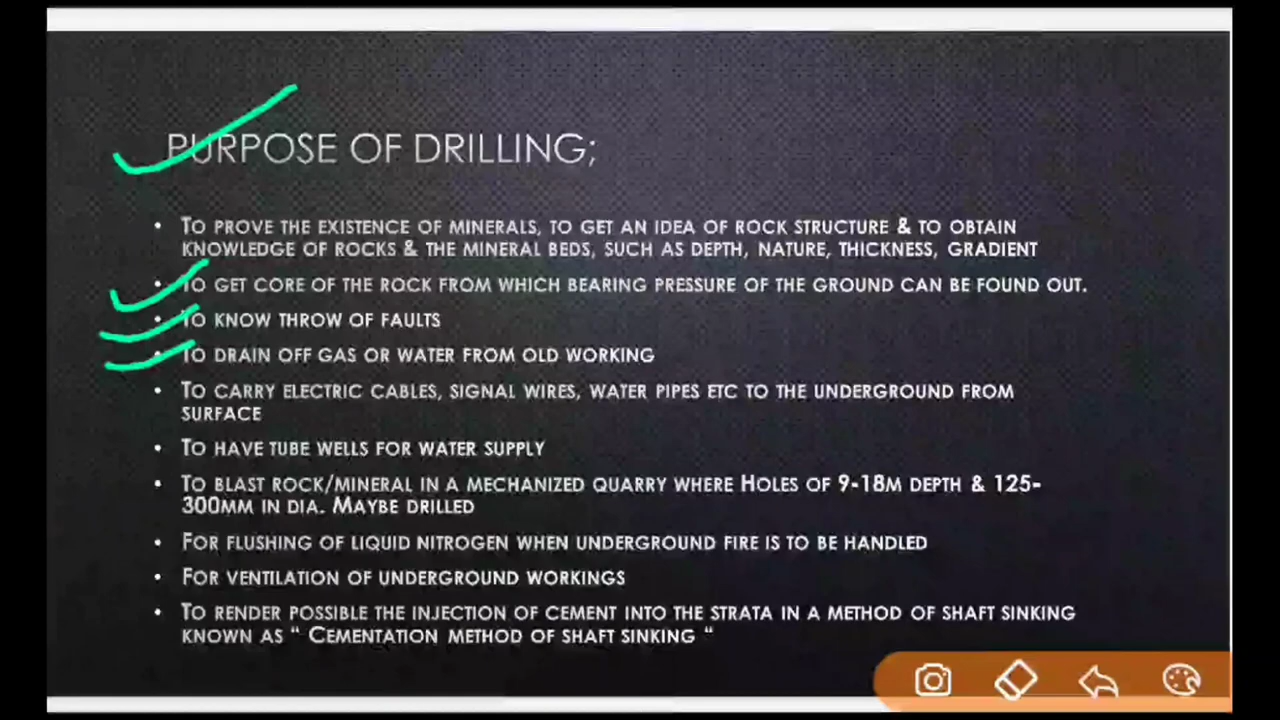 PURPOSE OF DRILLING;
• TO PROVE THE EXISTENCE OF MINERALS, TO GET AN IDEA OF ROCK STRUCTURE & TO OBTAIN
KNOWLEDGE OF ROCKS & THE MINERAL BEDS, SUCH AS DEPTH, NATURE, THICKNESS, GRADIENT
• TO GET CORE OF THE ROCK FROM WHICH BEARING PRESSURE OF THE GROUND CAN BE FOUND OUT.
• TO KNOW THROW OF FAULTS
• TO DRAIN OFF GAS OR WATER FROM OLD WORKING
• TO CARRY ELECTRIC CABLES, SIGNAL WIRES, WATER PIPES ETC TO THE UNDERGROUND FROM
SURFACE
• TO HAVE TUBE WELLS FOR WATER SUPPLY
• TO BLAST ROCK/MINERAL IN A MECHANIZED QUARRY WHERE HOLES OF 9-18M DEPTH & 125-
300MM IN DIA. MAYBE DRILLED
• FOR FLUSHING OF LIQUID NITROGEN WHEN UNDERGROUND FIRE IS TO BE HANDLED
• FOR VENTILATION OF UNDERGROUND WORKINGS
• TO RENDER POSSIBLE THE INJECTION OF CEMENT INTO THE STRATA IN A METHOD OF SHAFT SINKING
KNOWN AS “ CEMENTATION METHOD OF SHAFT SINKING “